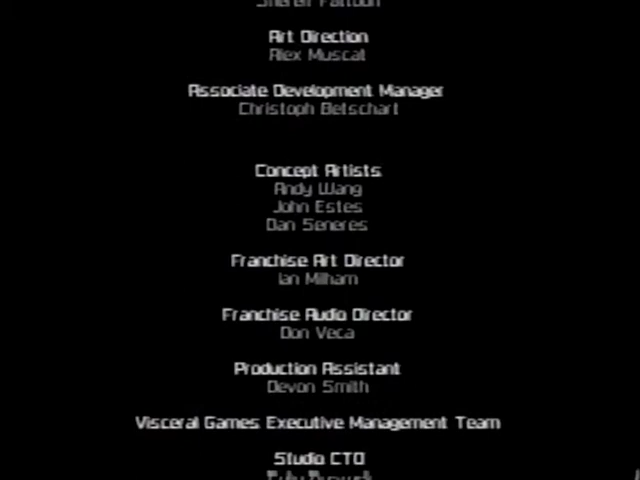 Art Direction
Alex Muscat
Associate Development Manager
Christoph Betschart
Concept Artists
Andy Wang
John Estes
Dan Seneres
Franchise Art Director
Ian Milham
Franchise Audio Director
Don Veca
Production Assistant
Devon Smith
Visceral Games Executive Management Team
Studio CTO